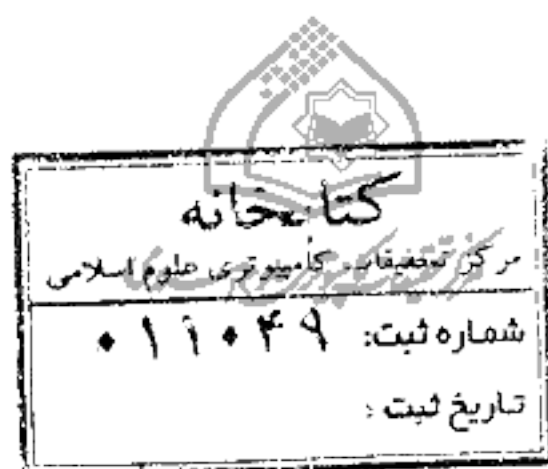 کتابخانه
مرکز تحقیقات کامپیوتری علوم اسلامی
شماره ثبت: ۰۱۱۰۴۹
تاریخ ثبت :